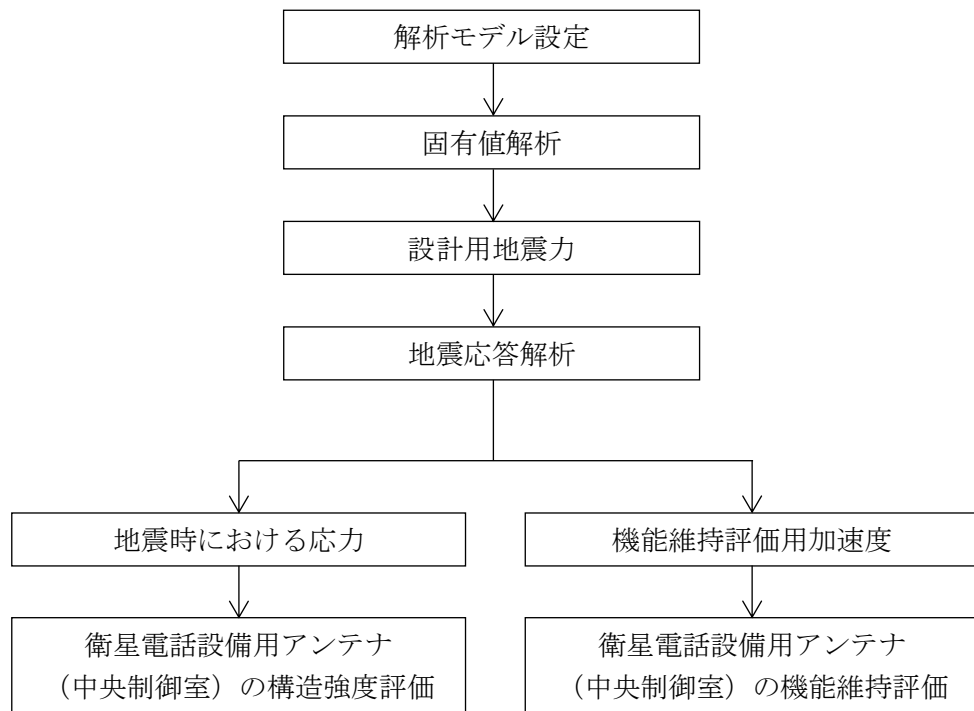 解析モデル設定
固有値解析
設計用地震力
地震応答解析
地震時における応力
機能維持評価用加速度
衛星電話設備用アンテナ
（中央制御室）の構造強度評価
衛星電話設備用アンテナ
（中央制御室）の機能維持評価